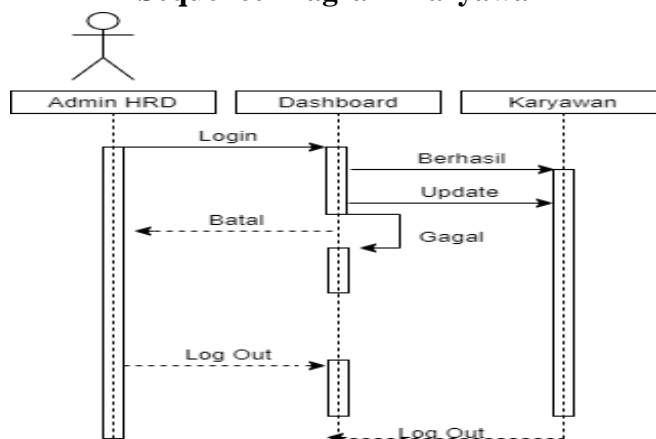 Admin HRD
Dashboard
Karyawan
Login
Berhasil
Update
Batal
Gagal
Log Out
Log Out